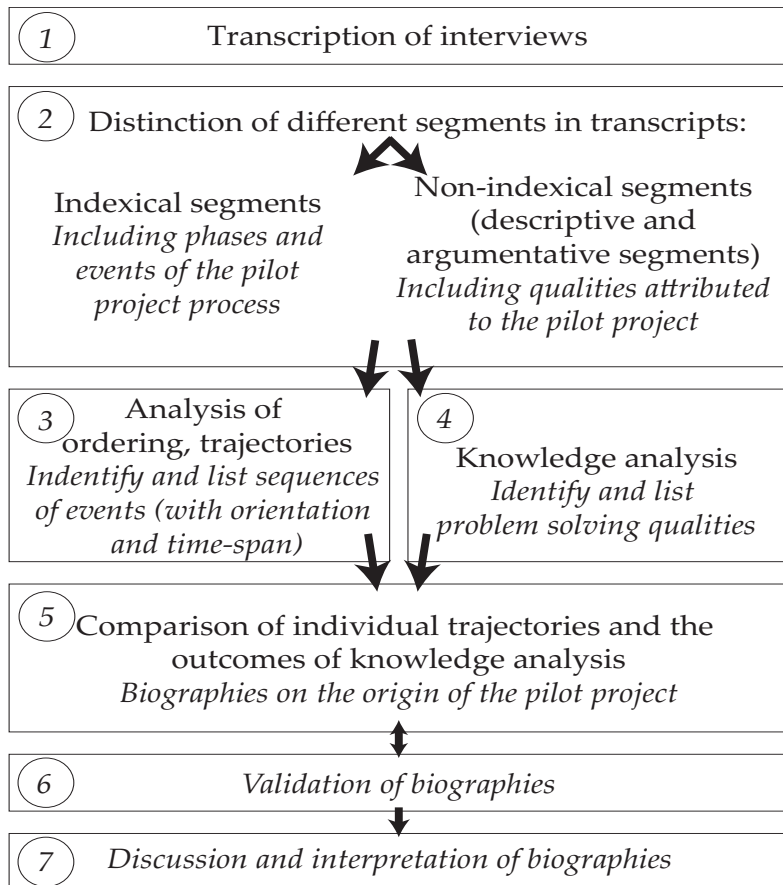 1 Transcription of interviews
2 Distinction of different segments in transcripts:
Indexical segments
Including phases and
events of the pilot
project process
Non-indexical segments
(descriptive and
argumentative segments)
Including qualities attributed
to the pilot project
3 Analysis of
ordering, trajectories
Indentify and list sequences
of events (with orientation
and time-span)
4
Knowledge analysis
Identify and list
problem solving qualities
5 Comparison of individual trajectories and the
outcomes of knowledge analysis
Biographies on the origin of the pilot project
6 Validation of biographies
7 Discussion and interpretation of biographies